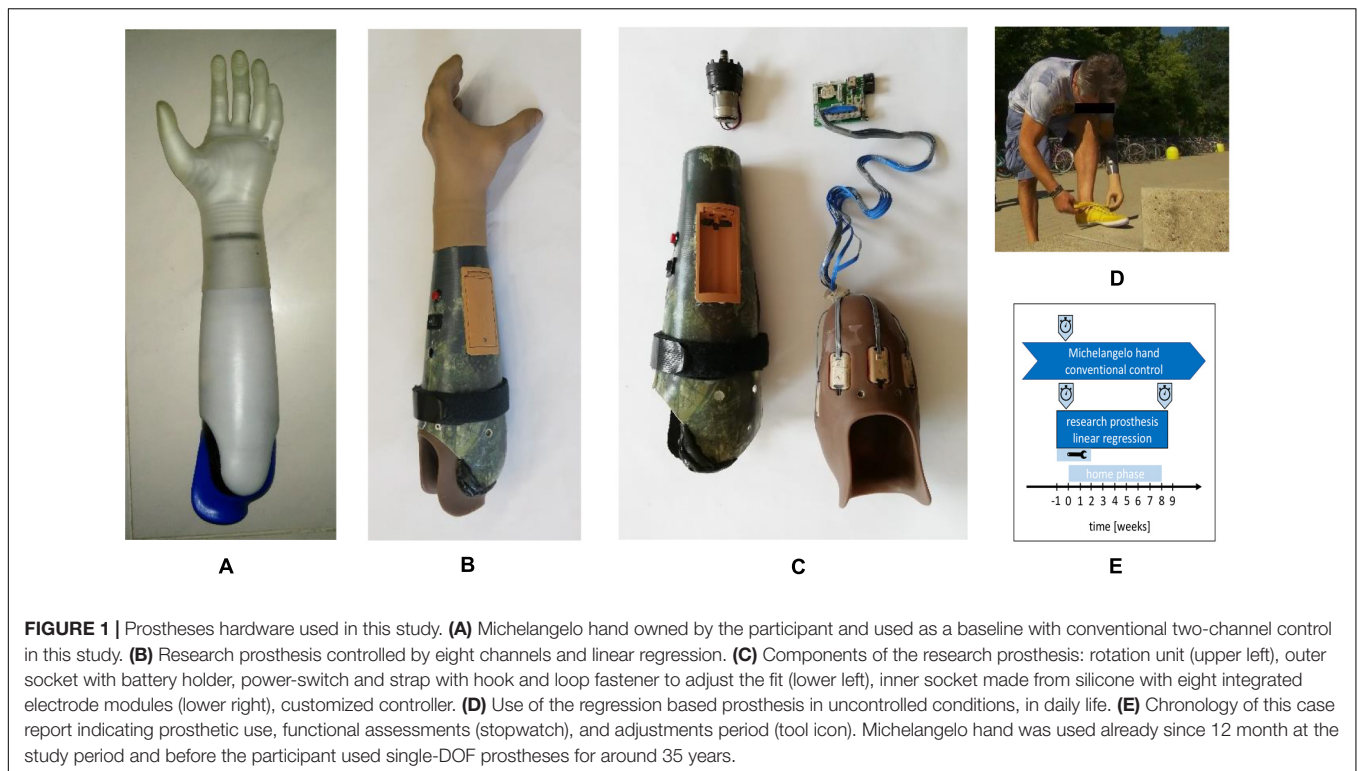 A
B
C
D
Michelangelo hand
conventional control
research prosthesis
linear regression
home phase
-1 0 1 2 3 4 5 6 7 8 9
time [weeks]
E
FIGURE 1 | Prostheses hardware used in this study. (A) Michelangelo hand owned by the participant and used as a baseline with conventional two-channel control
in this study. (B) Research prosthesis controlled by eight channels and linear regression. (C) Components of the research prosthesis: rotation unit (upper left), outer
socket with battery holder, power-switch and strap with hook and loop fastener to adjust the fit (lower left), inner socket made from silicone with eight integrated
electrode modules (lower right), customized controller. (D) Use of the regression based prosthesis in uncontrolled conditions, in daily life. (E) Chronology of this case
report indicating prosthetic use, functional assessments (stopwatch), and adjustments period (tool icon). Michelangelo hand was used already since 12 month at the
study period and before the participant used single-DOF prostheses for around 35 years.